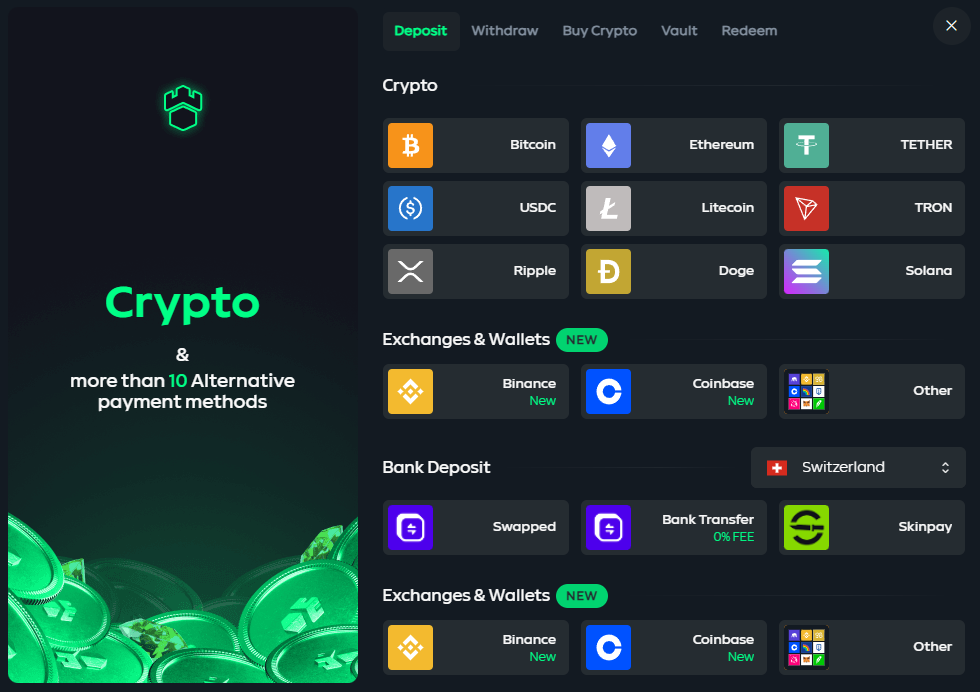 Deposit Withdraw Buy Crypto Vault Redeem
Crypto
&
more than 10 Alternative
payment methods
Crypto
Bitcoin Ethereum TETHER
USDC Litecoin TRON
Ripple Doge Solana
Exchanges & Wallets NEW
Binance Coinbase Other
New New
Bank Deposit Switzerland
Swapped Bank Transfer Skinpay
0% FEE
Exchanges & Wallets NEW
Binance Coinbase Other
New New